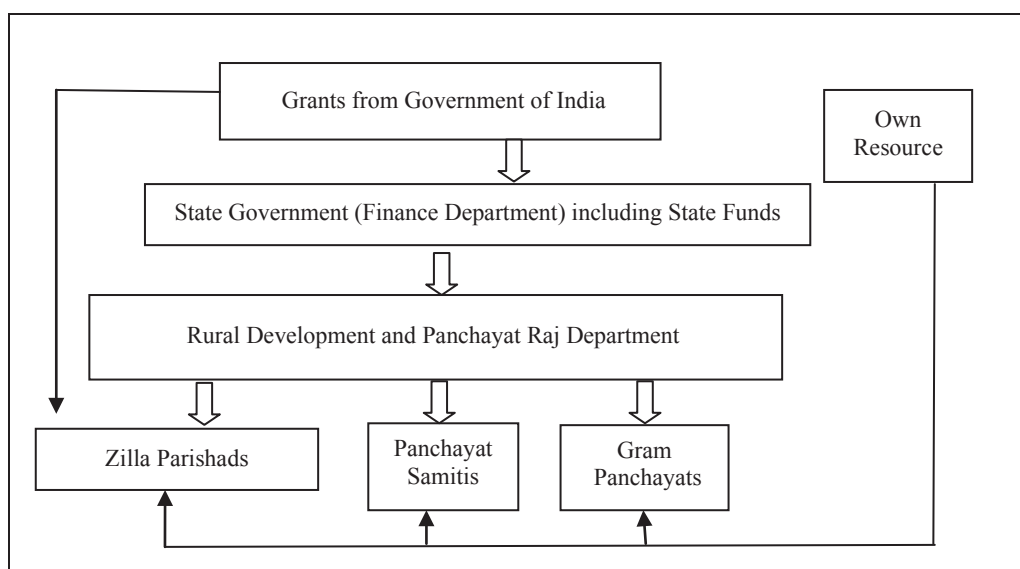 Grants from Government of India
Own
Resource
State Government (Finance Department) including State Funds
Rural Development and Panchayat Raj Department
Zilla Parishads
Panchayat
Samitis
Gram
Panchayats